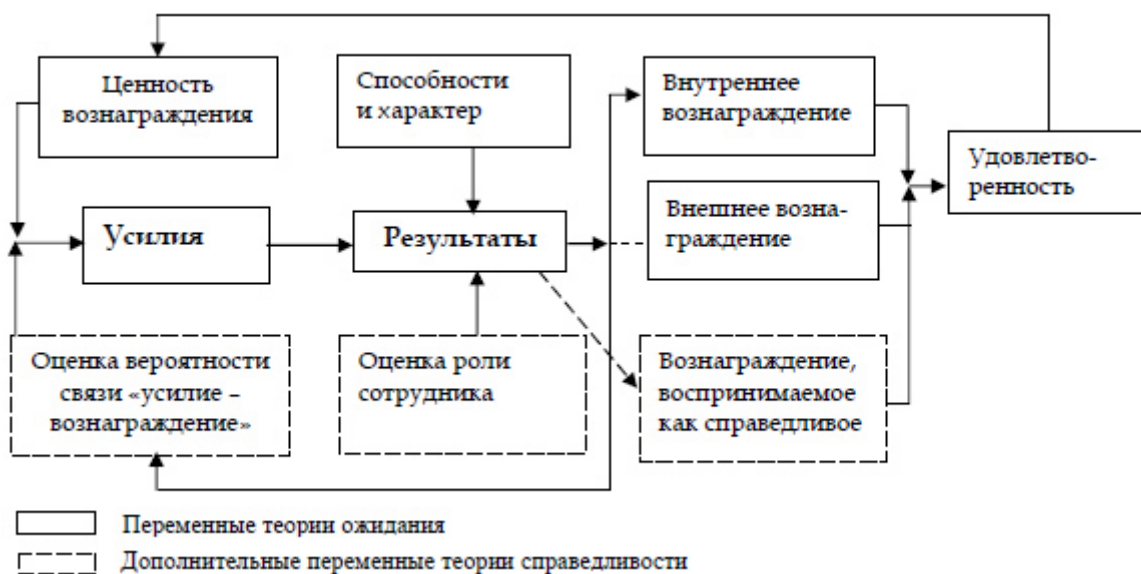 Ценность
вознаграждения
Способности
и характер
Внутреннее
вознаграждение
Удовлетво-
ренность
Усилия
Результаты
Внешнее возна-
граждение
Оценка вероятности
связи «усилие –
вознаграждение»
Оценка роли
сотрудника
Вознаграждение,
воспринимаемое
как справедливое
Переменные теории ожидания
Дополнительные переменные теории справедливости